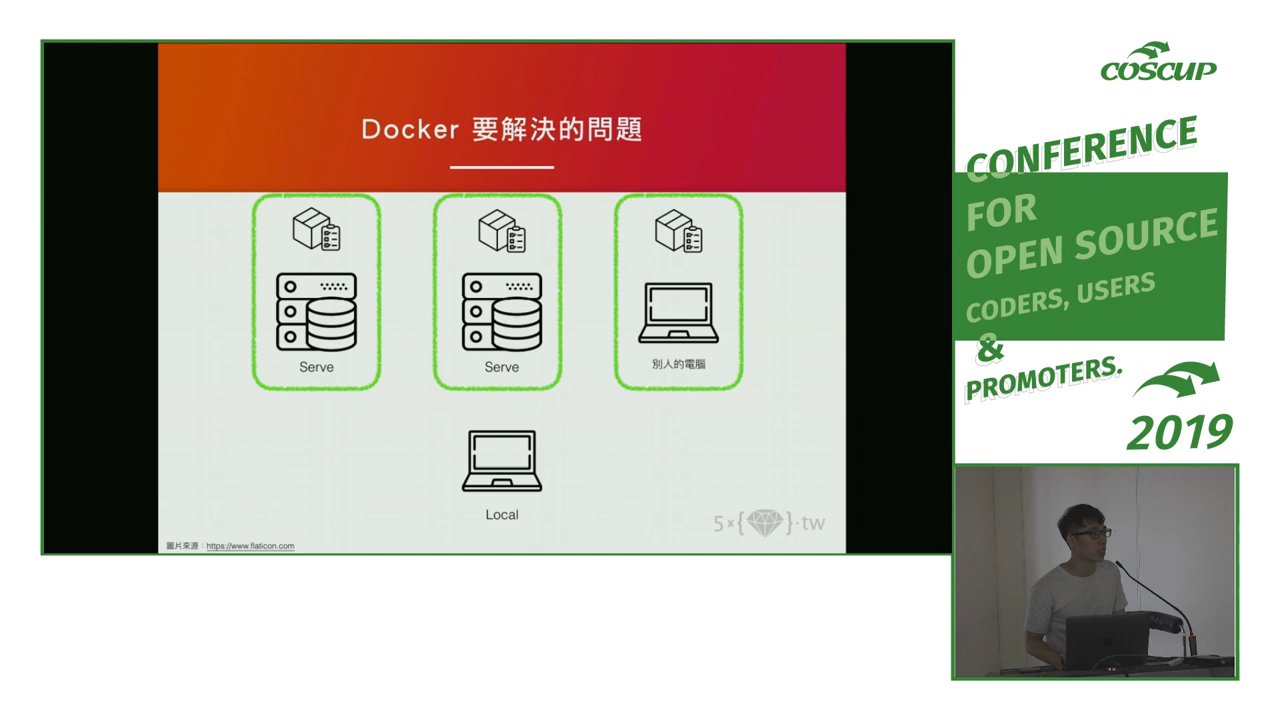 Docker 要解決的問題
Serve
Serve
別人的電腦
Local
5×{ }·tw
圖片來源：https://www.flaticon.com
COSCUP
CONFERENCE
FOR
OPEN SOURCE
CODERS, USERS
&
PROMOTERS.
2019